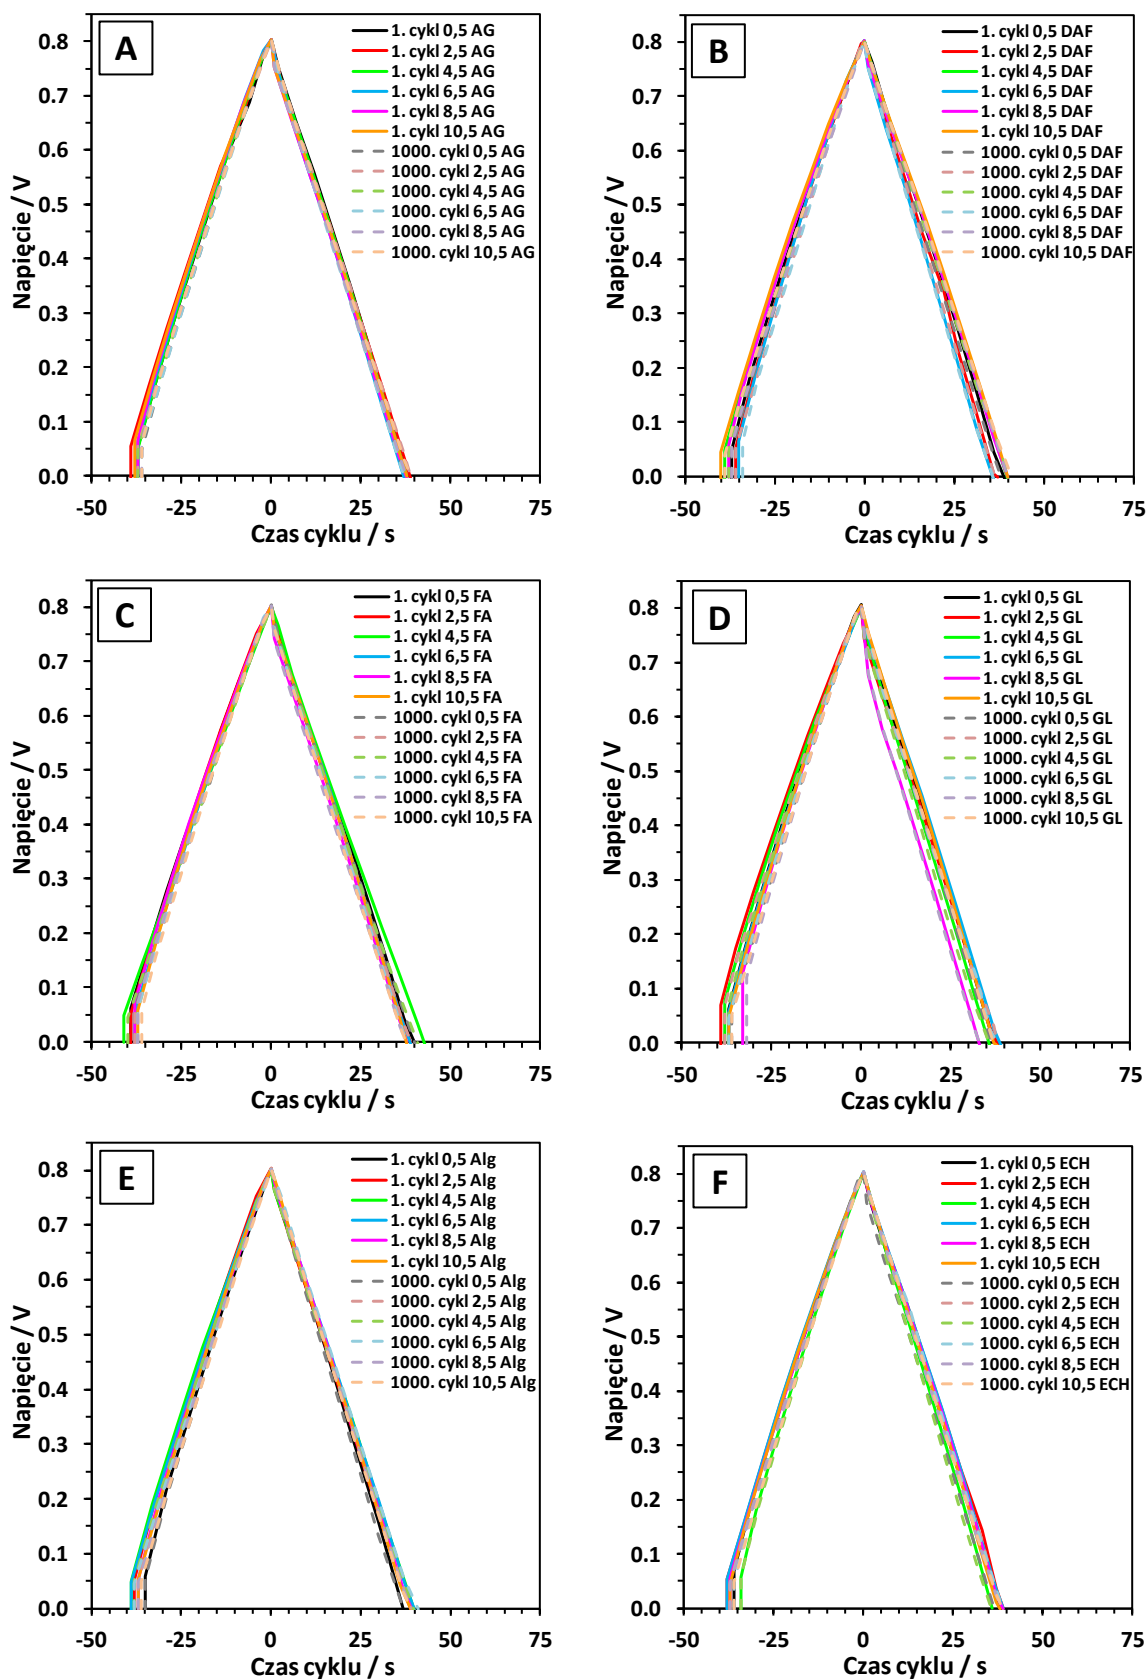 A
1. cykl 0,5 AG
1. cykl 2,5 AG
1. cykl 4,5 AG
1. cykl 6,5 AG
1. cykl 8,5 AG
1. cykl 10,5 AG
1000. cykl 0,5 AG
1000. cykl 2,5 AG
1000. cykl 4,5 AG
1000. cykl 6,5 AG
1000. cykl 8,5 AG
1000. cykl 10,5 AG
Napięcie / V
0.8
0.7
0.6
0.5
0.4
0.3
0.2
0.1
0.0
-50 -25 0 25 50 75
Czas cyklu / s
B
1. cykl 0,5 DAF
1. cykl 2,5 DAF
1. cykl 4,5 DAF
1. cykl 6,5 DAF
1. cykl 8,5 DAF
1. cykl 10,5 DAF
1000. cykl 0,5 DAF
1000. cykl 2,5 DAF
1000. cykl 4,5 DAF
1000. cykl 6,5 DAF
1000. cykl 8,5 DAF
1000. cykl 10,5 DAF
Napięcie / V
0.8
0.7
0.6
0.5
0.4
0.3
0.2
0.1
0.0
-50 -25 0 25 50 75
Czas cyklu / s
C
1. cykl 0,5 FA
1. cykl 2,5 FA
1. cykl 4,5 FA
1. cykl 6,5 FA
1. cykl 8,5 FA
1. cykl 10,5 FA
1000. cykl 0,5 FA
1000. cykl 2,5 FA
1000. cykl 4,5 FA
1000. cykl 6,5 FA
1000. cykl 8,5 FA
1000. cykl 10,5 FA
Napięcie / V
0.8
0.7
0.6
0.5
0.4
0.3
0.2
0.1
0.0
-50 -25 0 25 50 75
Czas cyklu / s
D
1. cykl 0,5 GL
1. cykl 2,5 GL
1. cykl 4,5 GL
1. cykl 6,5 GL
1. cykl 8,5 GL
1. cykl 10,5 GL
1000. cykl 0,5 GL
1000. cykl 2,5 GL
1000. cykl 4,5 GL
1000. cykl 6,5 GL
1000. cykl 8,5 GL
1000. cykl 10,5 GL
Napięcie / V
0.8
0.7
0.6
0.5
0.4
0.3
0.2
0.1
0.0
-50 -25 0 25 50 75
Czas cyklu / s
E
1. cykl 0,5 Alg
1. cykl 2,5 Alg
1. cykl 4,5 Alg
1. cykl 6,5 Alg
1. cykl 8,5 Alg
1. cykl 10,5 Alg
1000. cykl 0,5 Alg
1000. cykl 2,5 Alg
1000. cykl 4,5 Alg
1000. cykl 6,5 Alg
1000. cykl 8,5 Alg
1000. cykl 10,5 Alg
Napięcie / V
0.8
0.7
0.6
0.5
0.4
0.3
0.2
0.1
0.0
-50 -25 0 25 50 75
Czas cyklu / s
F
1. cykl 0,5 ECH
1. cykl 2,5 ECH
1. cykl 4,5 ECH
1. cykl 6,5 ECH
1. cykl 8,5 ECH
1. cykl 10,5 ECH
1000. cykl 0,5 ECH
1000. cykl 2,5 ECH
1000. cykl 4,5 ECH
1000. cykl 6,5 ECH
1000. cykl 8,5 ECH
1000. cykl 10,5 ECH
Napięcie / V
0.8
0.7
0.6
0.5
0.4
0.3
0.2
0.1
0.0
-50 -25 0 25 50 75
Czas cyklu / s